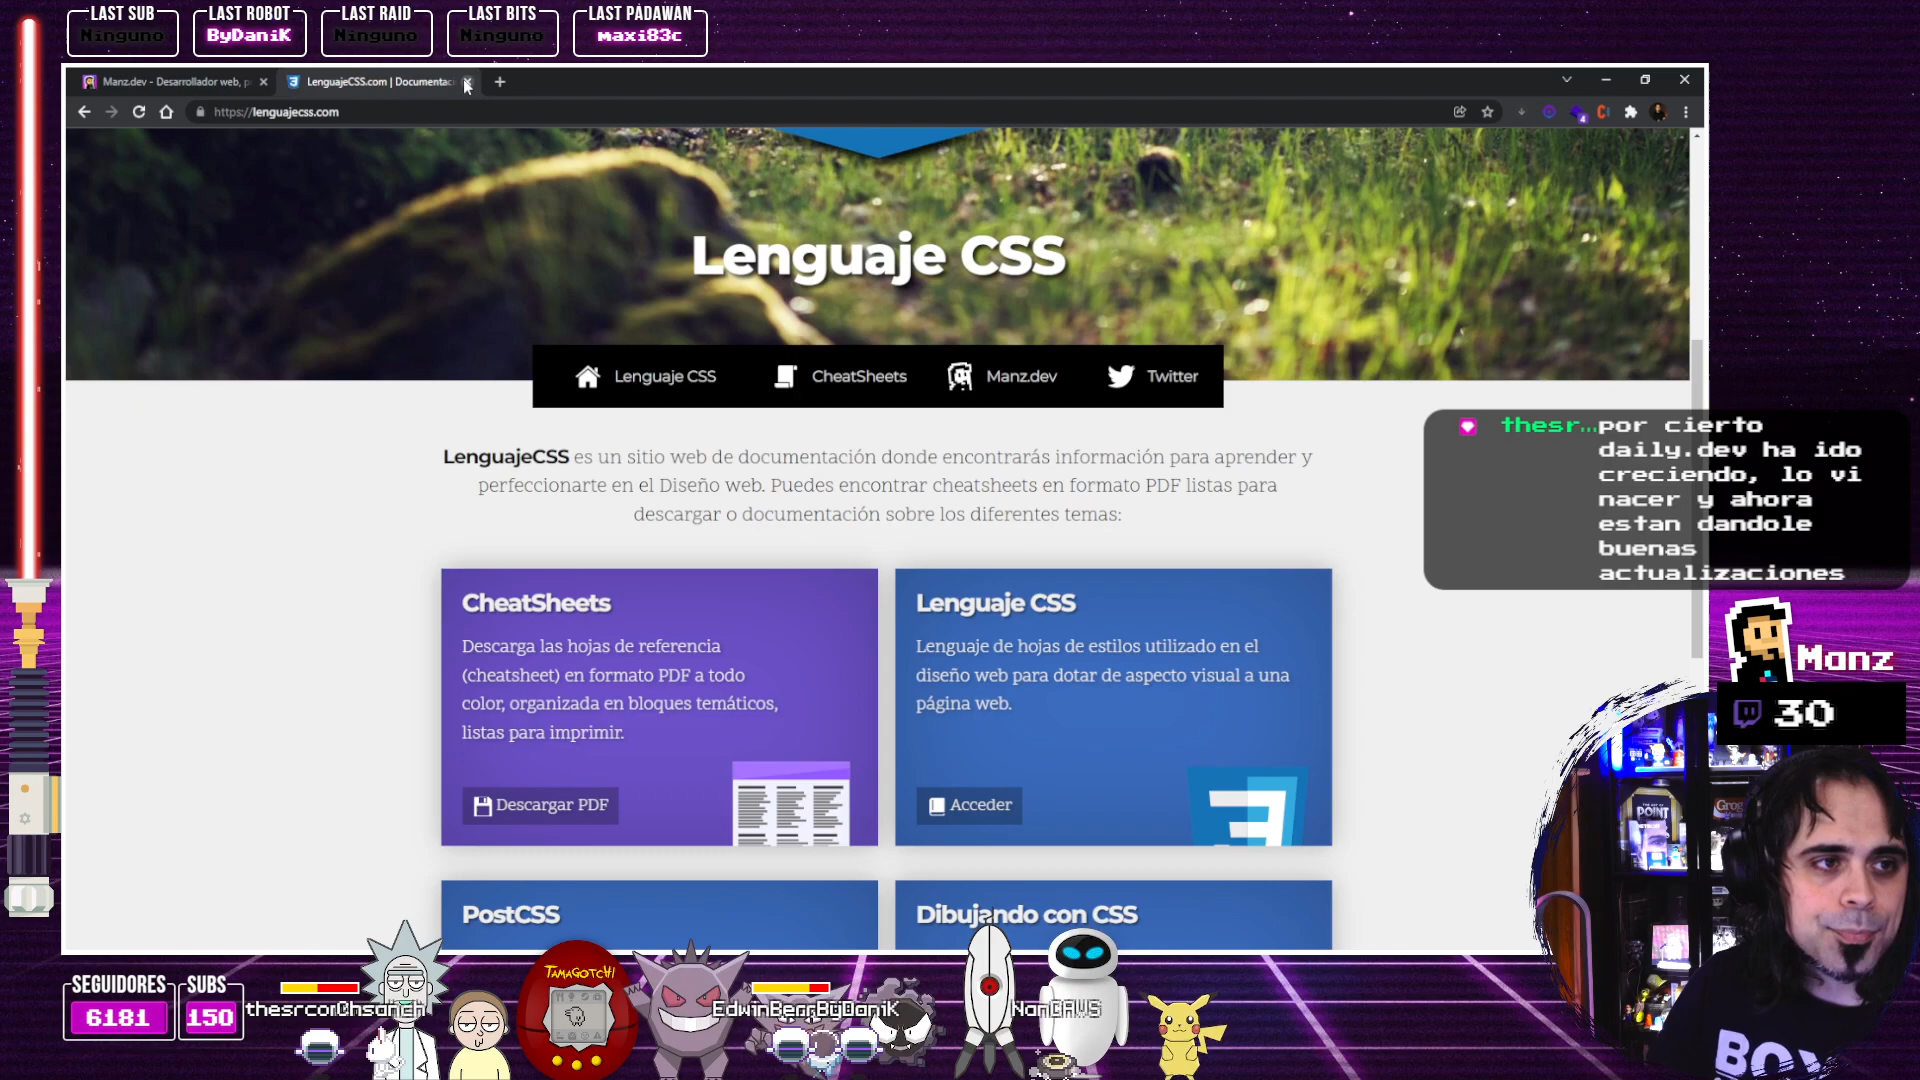 LAST SUB
Ninguno
LAST ROBOT
ByDaniK
LAST RAID
Ninguno
LAST BITS
Ninguno
LAST PADAWAN
maxi83c
Manz.dev - Desarrollador web, p
LenguajeCSS.com | Documentac
https://lenguajecss.com
4
Lenguaje CSS
Lenguaje CSS
CheatSheets
Manz.dev
Twitter
LenguajeCSS es un sitio web de documentación donde encontrarás información para aprender y
perfeccionarte en el Diseño web. Puedes encontrar cheatsheets en formato PDF listas para
descargar o documentación sobre los diferentes temas:
CheatSheets
Descarga las hojas de referencia
(cheatsheet) en formato PDF a todo
color, organizada en bloques temáticos,
listas para imprimir.
Descargar PDF
Lenguaje CSS
Lenguaje de hojas de estilos utilizado en el
diseño web para dotar de aspecto visual a una
página web.
Acceder
PostCSS
Dibujando con CSS
thesr...por cierto
daily.dev ha ido
creciendo, lo vi
nacer y ahora
estan dandole
buenas
actualizaciones
Manz
30
POINT
SEGUIDORES
6181
SUBS
150
TAMAGOTCHI
EdwinBerrByDaniK